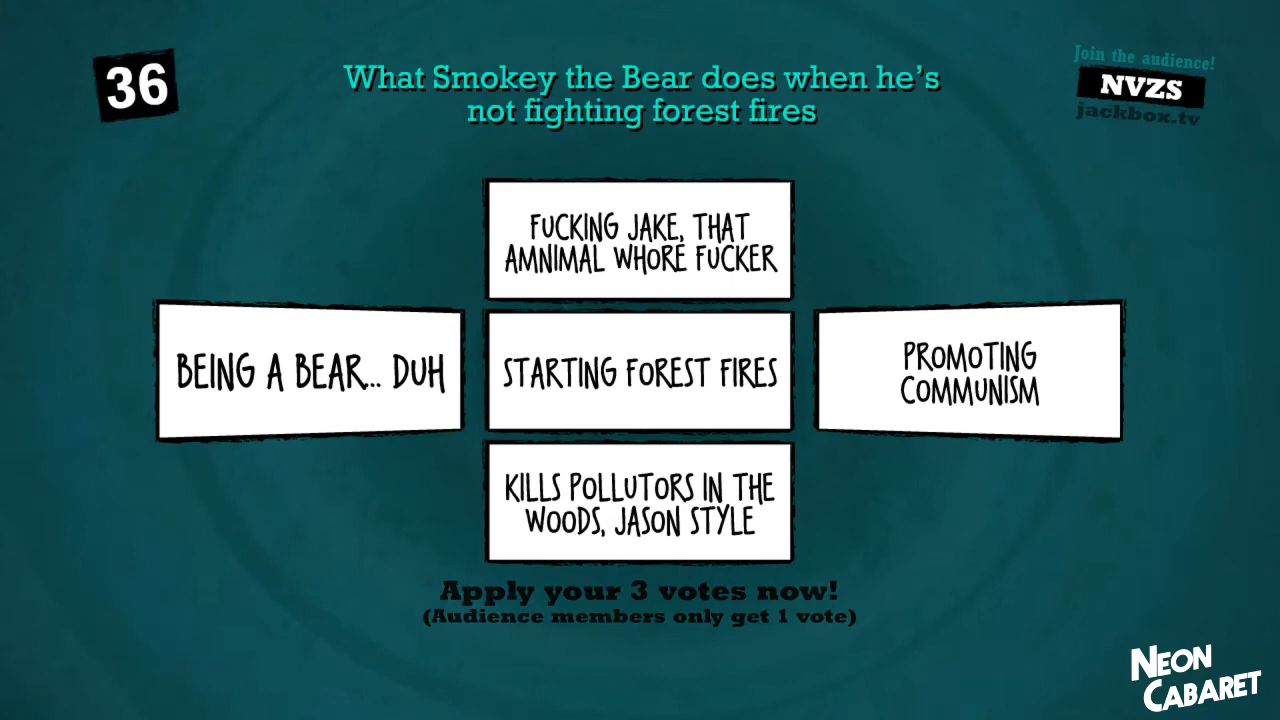 36
What Smokey the Bear does when he's
not fighting forest fires
Join the audience!
NVZS
jackbox.tv
FUCKING JAKE, THAT
AMNIMAL WHORE FUCKER
BEING A BEAR... DUH
STARTING FOREST FIRES
PROMOTING
COMMUNISM
KILLS POLLUTORS IN THE
WOODS, JASON STYLE
Apply your 3 votes now!
(Audience members only get 1 vote)
NEON
CABARET